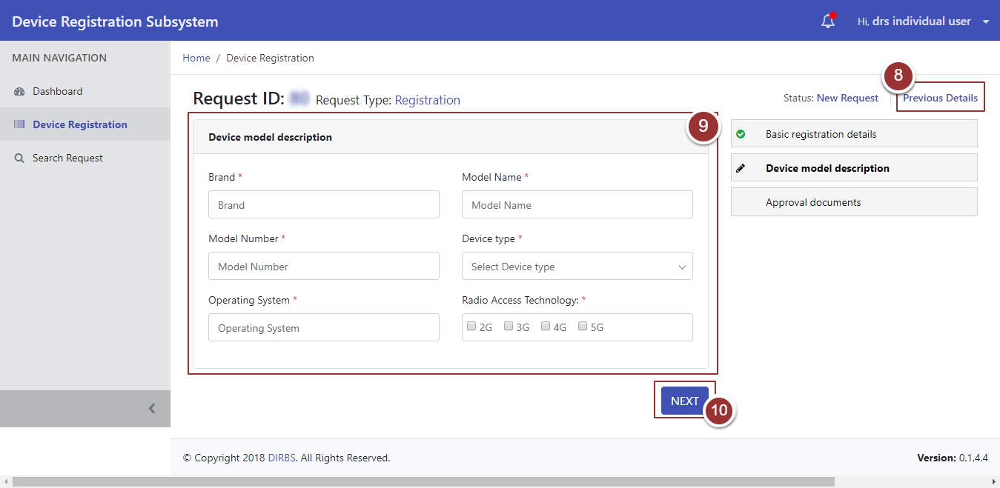 Device Registration Subsystem
Hi, drs individual user
MAIN NAVIGATION
Dashboard
Device Registration
Search Request
Home / Device Registration
Request ID: Request Type: Registration
Status: New Request
8
Previous Details
9
Device model description
Brand *
Brand
Model Name *
Model Name
Model Number *
Model Number
Device type *
Select Device type
Operating System *
Operating System
Radio Access Technology: *
2G 3G 4G 5G
Basic registration details
Device model description
Approval documents
NEXT
10
© Copyright 2018 DIRBS. All Rights Reserved.
Version: 0.1.4.4